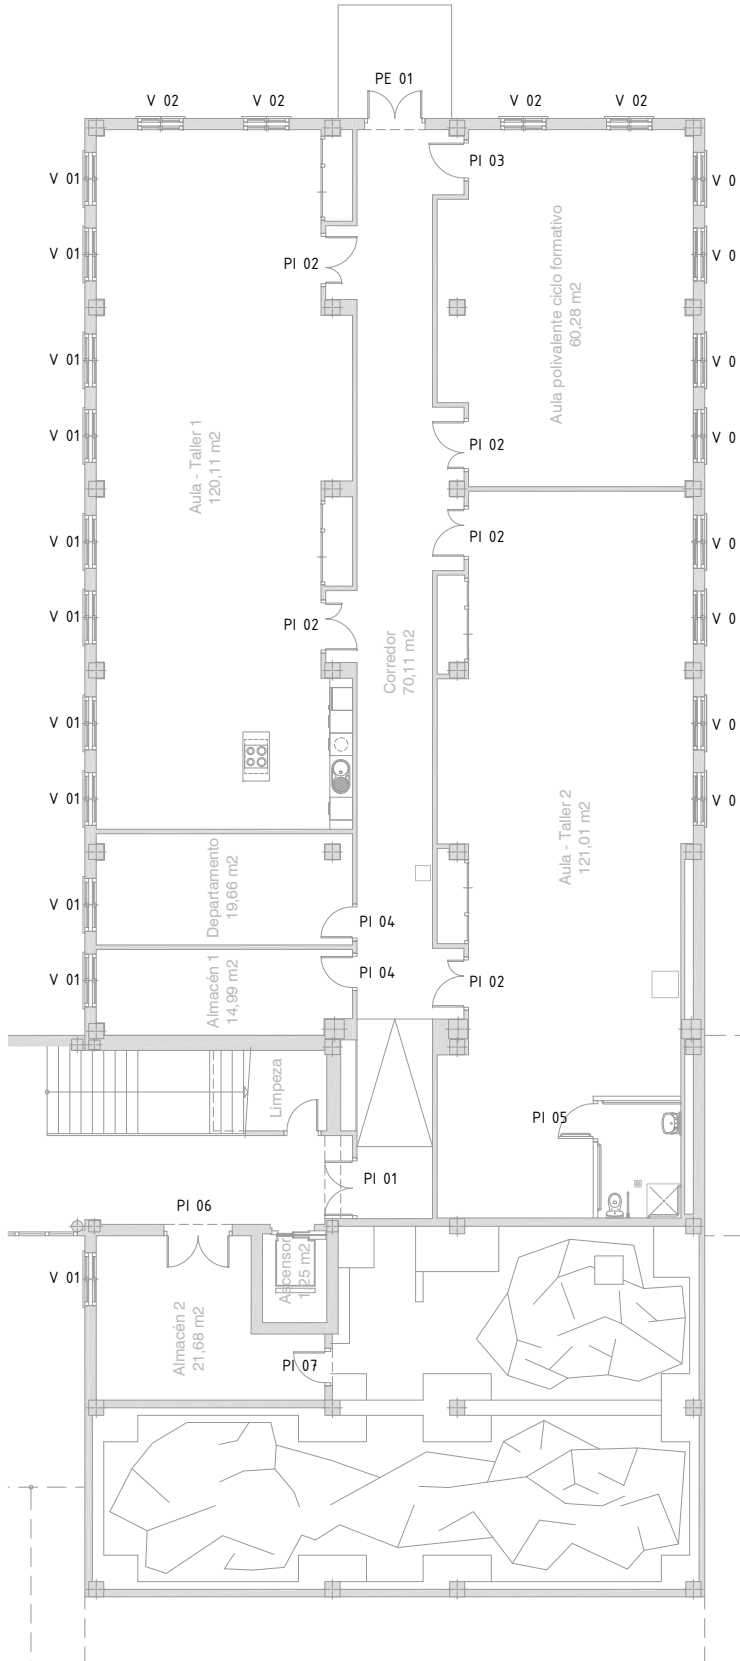 PE 01
V 02
V 02
V 02
V 02
PI 03
V 01
V 0
V 01
PI 02
V 0
Aula polivalente ciclo formativo
60,28 m2
V 01
V 0
V 01
PI 02
V 0
Aula - Taller 1
120,11 m2
V 01
PI 02
V 0
V 01
PI 02
V 0
Corredor
70,11 m2
V 01
V 0
V 01
V 0
Aula - Taller 2
121,01 m2
Departamento
19,66 m2
V 01
PI 04
PI 04
V 01
Almacén 1
14,99 m2
PI 02
Limpeza
PI 05
PI 01
PI 06
V 01
Ascensor
1,25 m2
Almacén 2
21,68 m2
PI 07